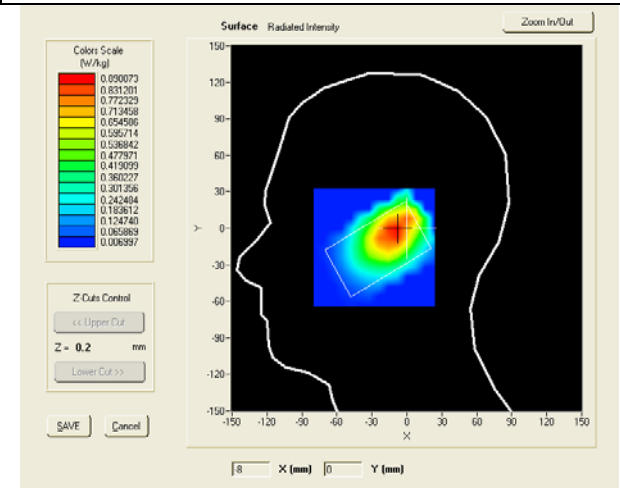 Surface Radiated Intensity
Zoom In/Out
Colors Scale
(W/kg)
0.890073
0.831201
0.772329
0.713458
0.654586
0.595714
0.536842
0.477971
0.419099
0.360227
0.301356
0.242484
0.183612
0.124740
0.065869
0.006997
Z-Cuts Control
<< Upper Cut
Z = 0.2 mm
Lower Cut >>
SAVE Cancel
150
120
90
60
30
0
-30
-60
-90
-120
-150
Y
-150 -120 -90 -60 -30 0 30 60 90 120 150
X
-8 X (mm) 0 Y (mm)